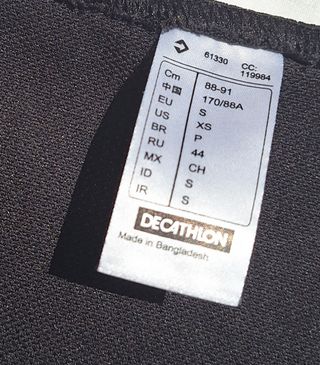 61330 CC: 119984
Cm 88-91
中国 170/88A
EU S
US XS
BR P
RU 44
MX CH
ID S
IR S
DECATHLON
Made in Bangladesh